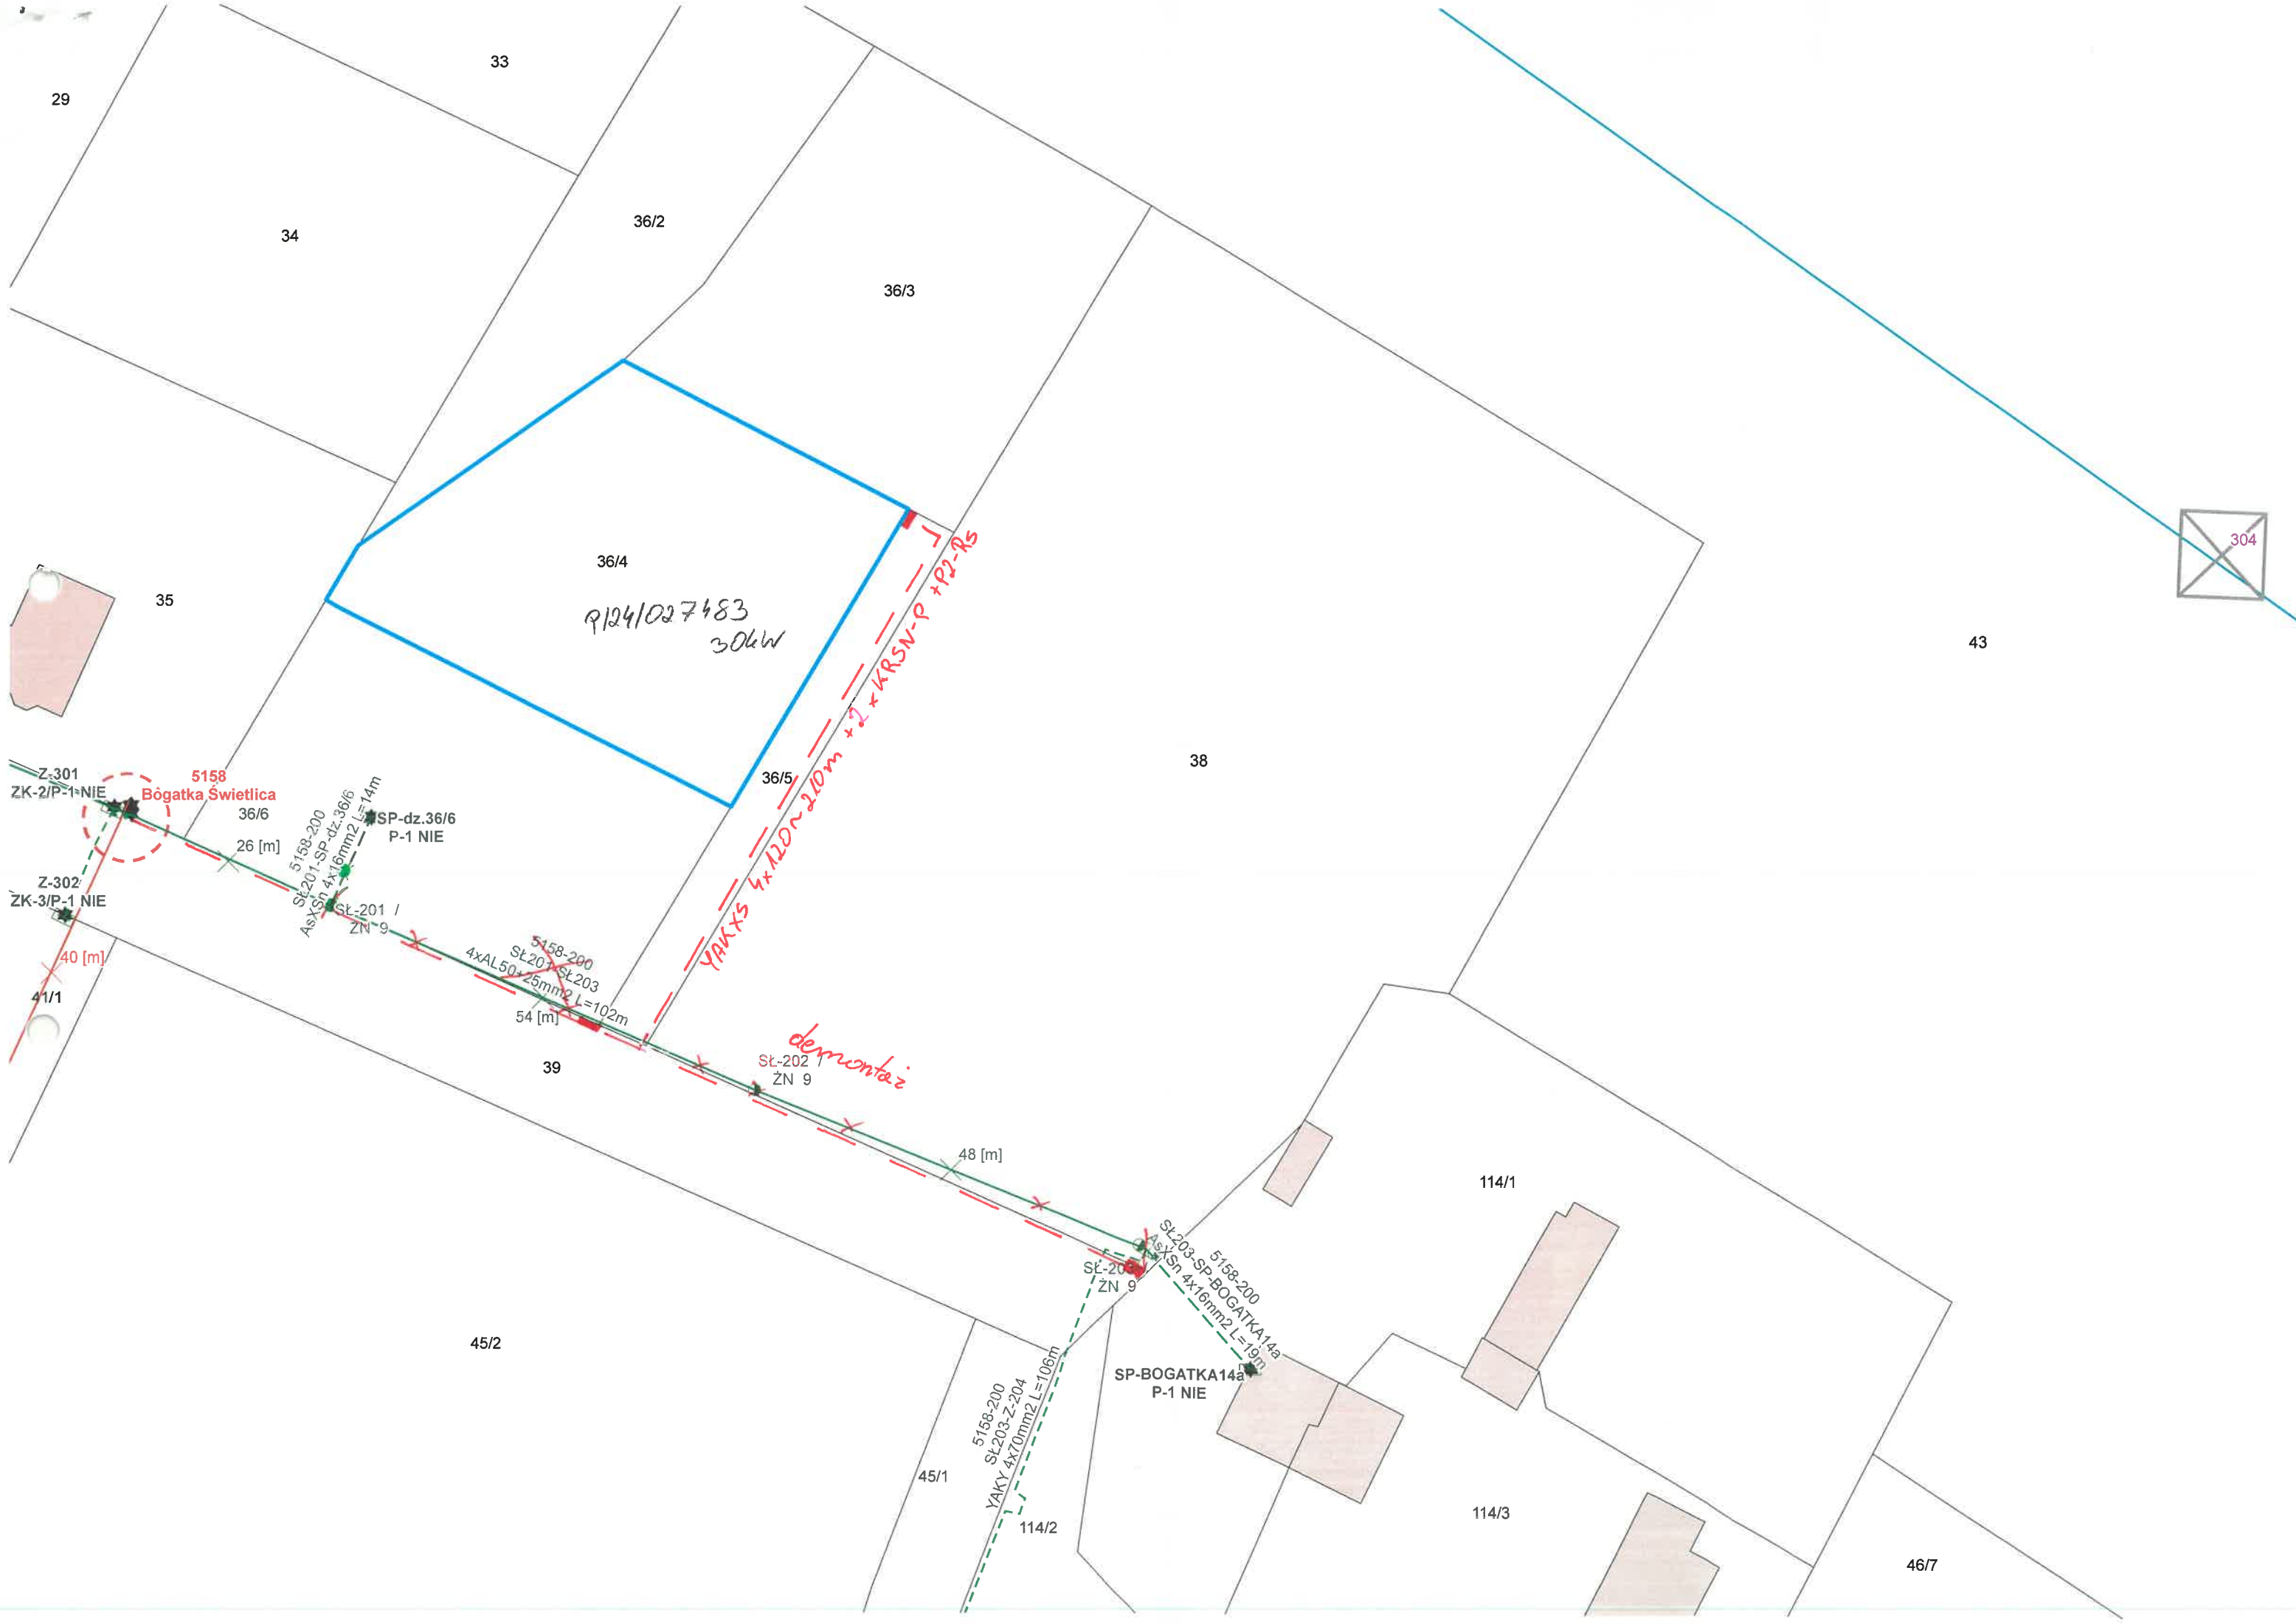 33
29
36/2
34
36/3
304
36/4
35
P/24/027483
30kW
43
YAKXS 4x120~210m +2xKRSN-P +P2-RS
38
36/5
Z-301
ZK-2/P-1 NIE
5158
Bogatka Świetlica
36/6
26 [m]
5158-200
SŁ201-SP-dz.36/6
AsXSn 4x16mm2 L=14m
SP-dz.36/6
P-1 NIE
Z-302
ZK-3/P-1 NIE
SŁ-201 /
ŻN 9
40 [m]
41/1
5158-200
SŁ201-SŁ203
4xAL50+25mm2 L=102m
54 [m]
39
demontaż
SŁ-202 /
ŻN 9
48 [m]
114/1
SŁ-20
ŻN 9
5158-200
SŁ203-SP-BOGATKA14a
AsXSn 4x16mm2 L=19m
SP-BOGATKA14a
P-1 NIE
45/2
5158-200
SŁ203-Z-204
YAKY 4x70mm2 L=106m
45/1
114/2
114/3
46/7